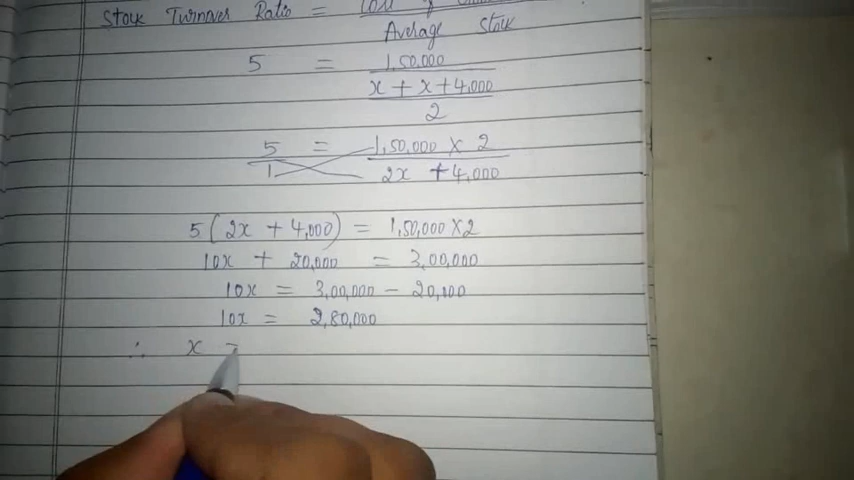 Stock Turnover Ratio =
Average Stock
5 = 1,50,000
x + x + 4,000
2
5 = 1,50,000 X 2
1 2x + 4,000
5(2x + 4,000) = 1,50,000 X2
10x + 20,000 = 3,00,000
10x = 3,00,000 - 20,000
10x = 2,80,000
∴ x =